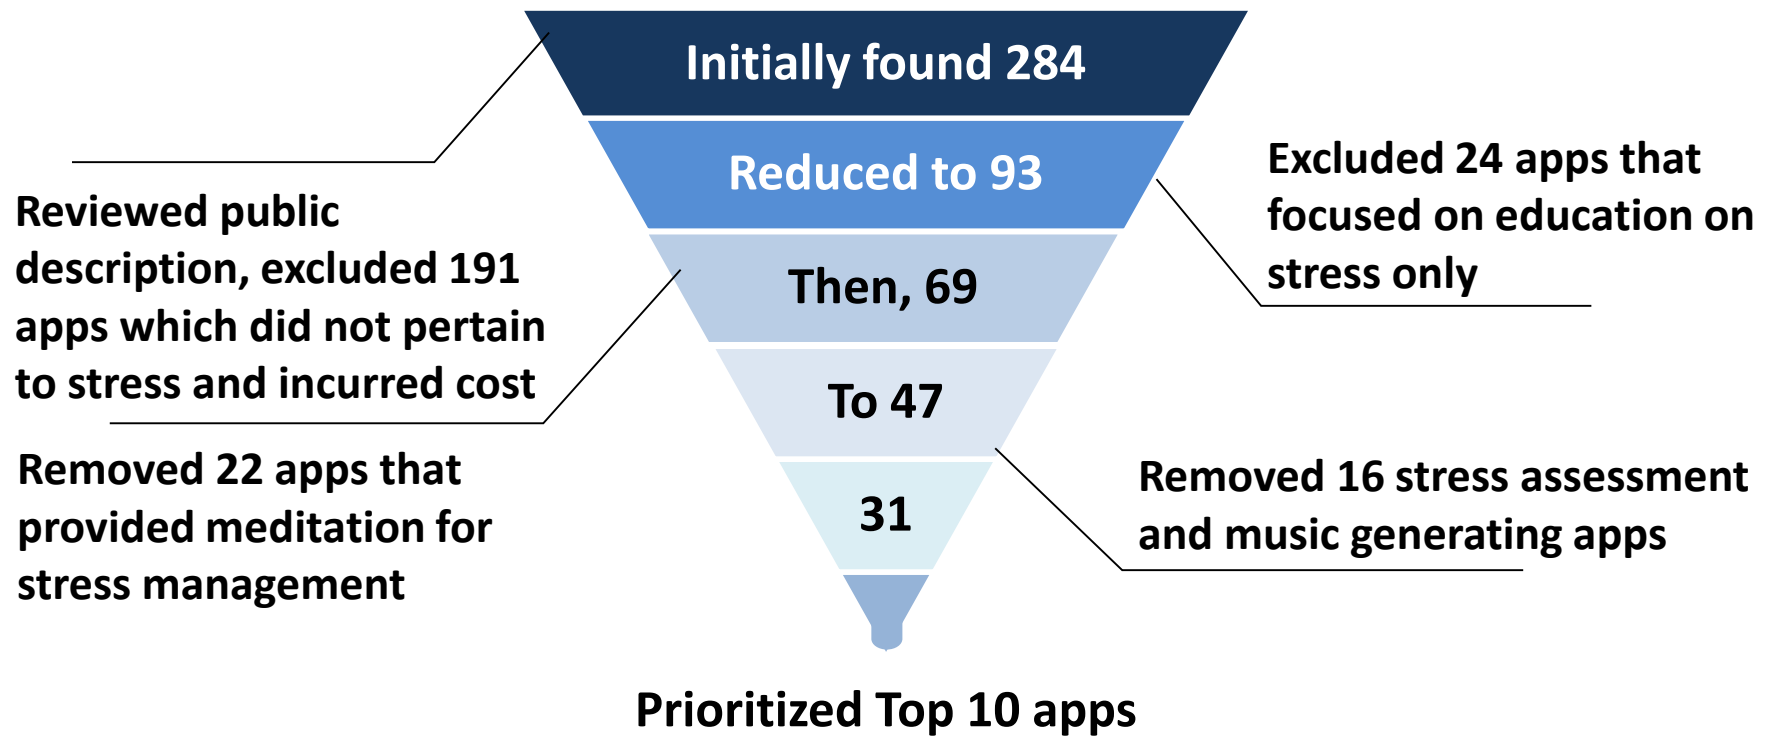 Initially found 284
Reviewed public
description, excluded 191
apps which did not pertain
to stress and incurred cost
Reduced to 93
Excluded 24 apps that
focused on education on
stress only
Then, 69
Removed 22 apps that
provided meditation for
stress management
To 47
Removed 16 stress assessment
and music generating apps
31
Prioritized Top 10 apps